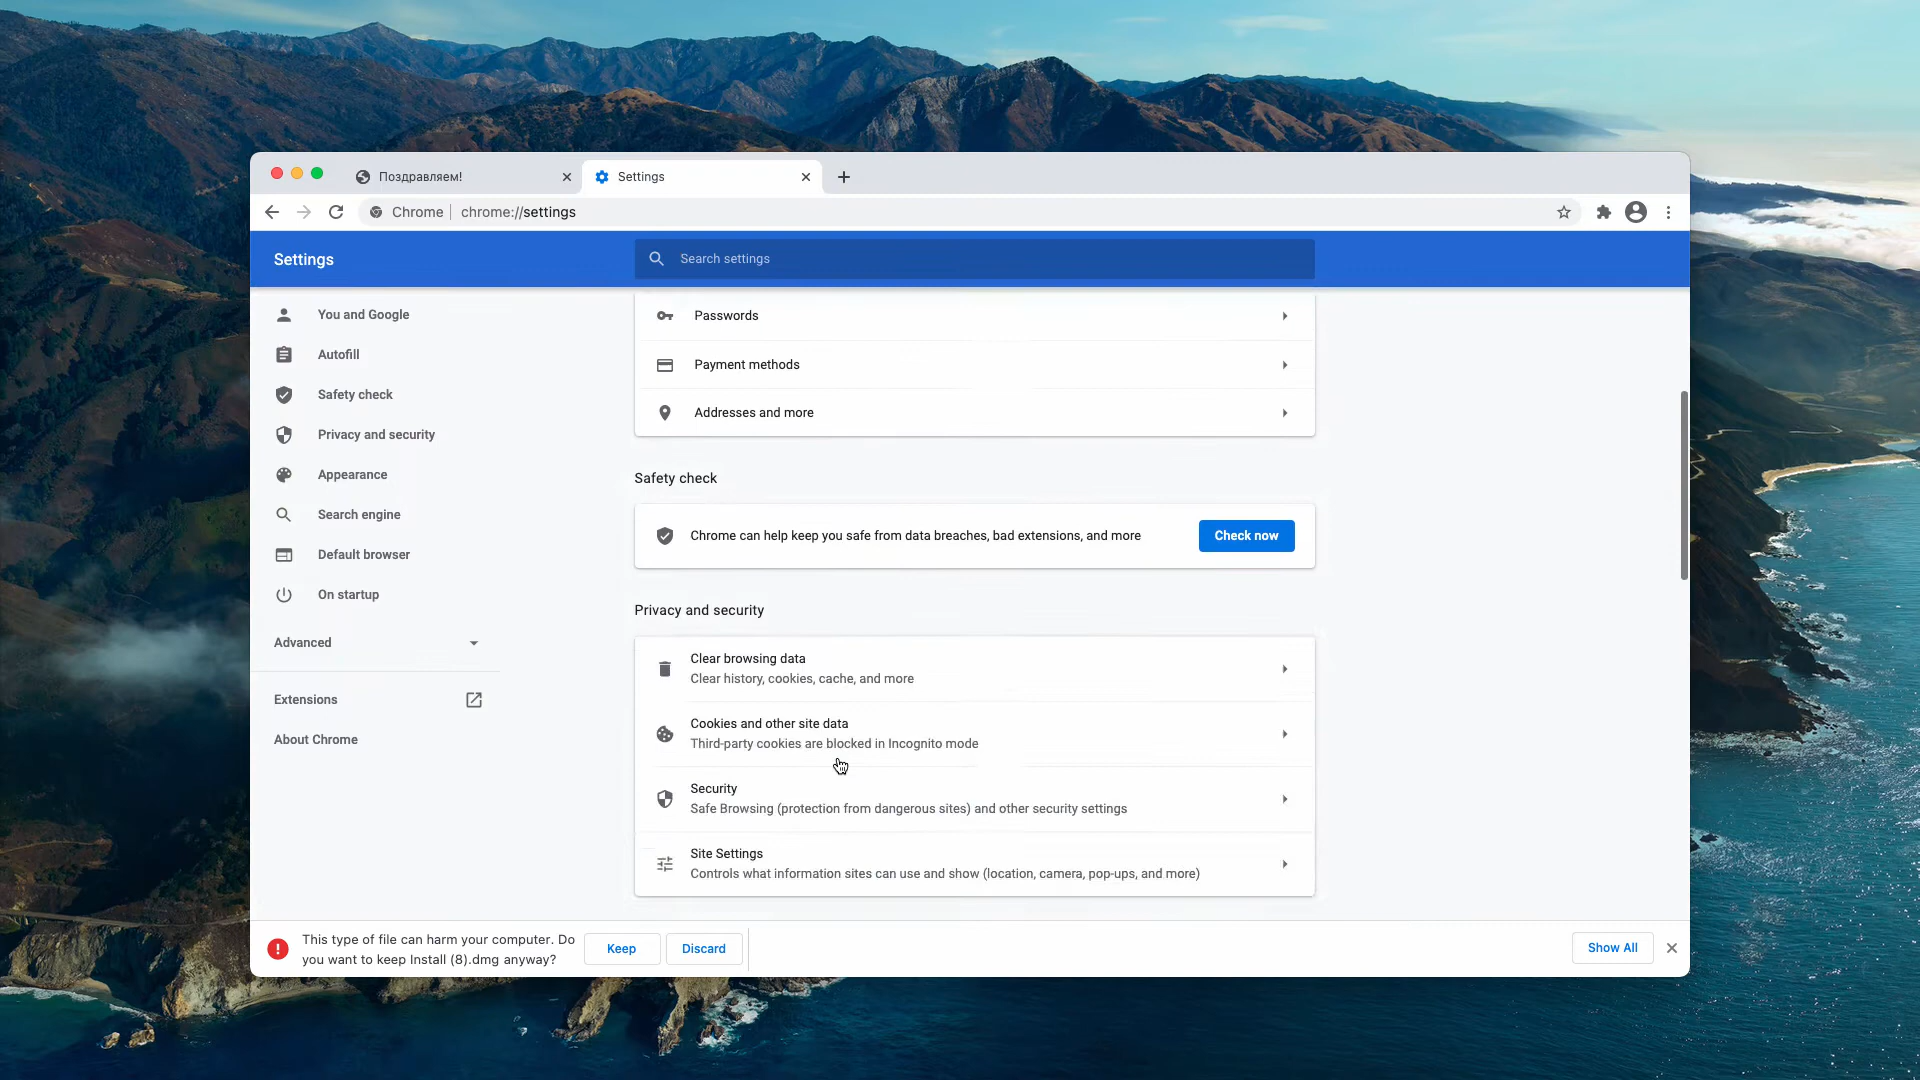 Поздравляем!
Settings
Chrome
chrome://settings
Settings
Search settings
You and Google
Autofill
Safety check
Privacy and security
Appearance
Search engine
Default browser
On startup
Advanced
Extensions
About Chrome
Passwords
Payment methods
Addresses and more
Safety check
Chrome can help keep you safe from data breaches, bad extensions, and more
Check now
Privacy and security
Clear browsing data
Clear history, cookies, cache, and more
Cookies and other site data
Third-party cookies are blocked in Incognito mode
Security
Safe Browsing (protection from dangerous sites) and other security settings
Site Settings
Controls what information sites can use and show (location, camera, pop-ups, and more)
This type of file can harm your computer. Do
you want to keep Install (8).dmg anyway?
Keep
Discard
Show All